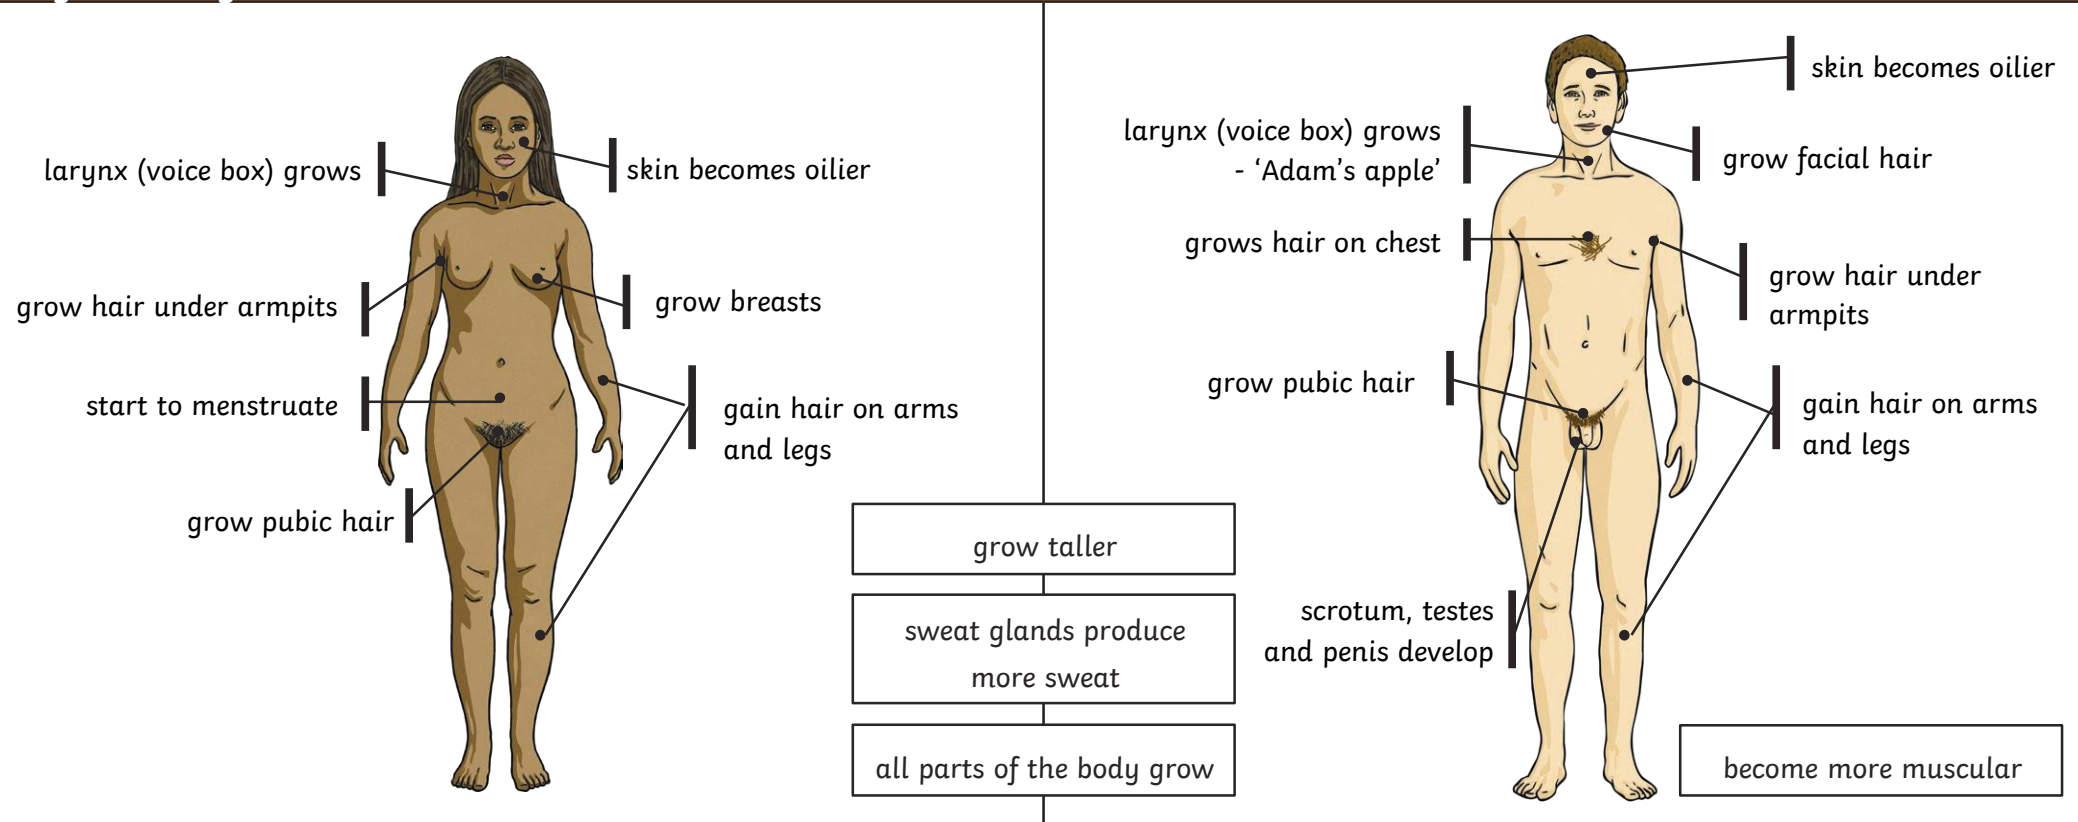 larynx (voice box) grows
skin becomes oilier
grow hair under armpits
grow breasts
start to menstruate
gain hair on arms
and legs
grow pubic hair
grow taller
sweat glands produce
more sweat
all parts of the body grow
skin becomes oilier
larynx (voice box) grows
- ‘Adam’s apple’
grow facial hair
grows hair on chest
grow hair under
armpits
grow pubic hair
gain hair on arms
and legs
scrotum, testes
and penis develop
become more muscular